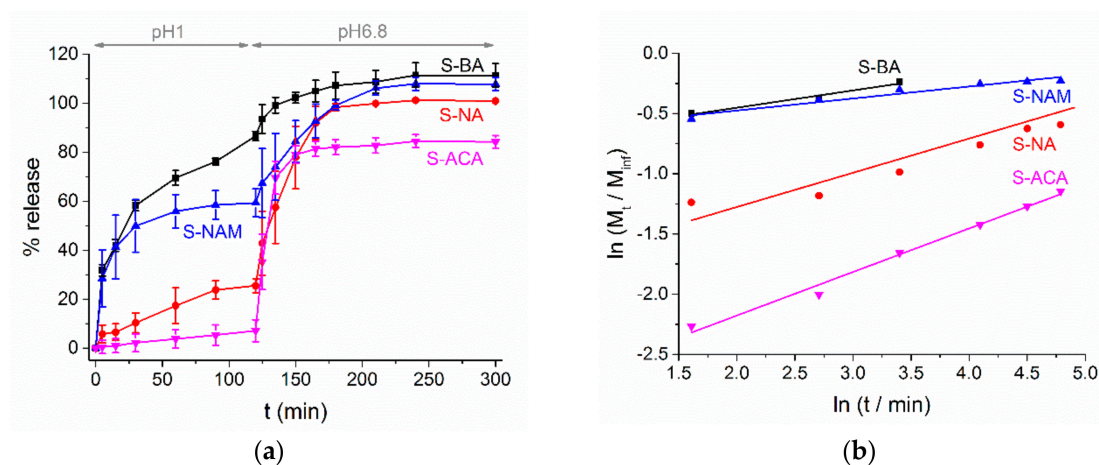 pH1 pH6.8
120
100
80
60
40
20
0
% release
S-BA
S-NA
S-ACA
S-NAM
0 50 100 150 200 250 300
t (min)
(a)
0.0
-0.5
-1.0
-1.5
-2.0
-2.5
ln (Mt / Minf)
S-BA
S-NAM
S-NA
S-ACA
1.5 2.0 2.5 3.0 3.5 4.0 4.5 5.0
ln (t / min)
(b)